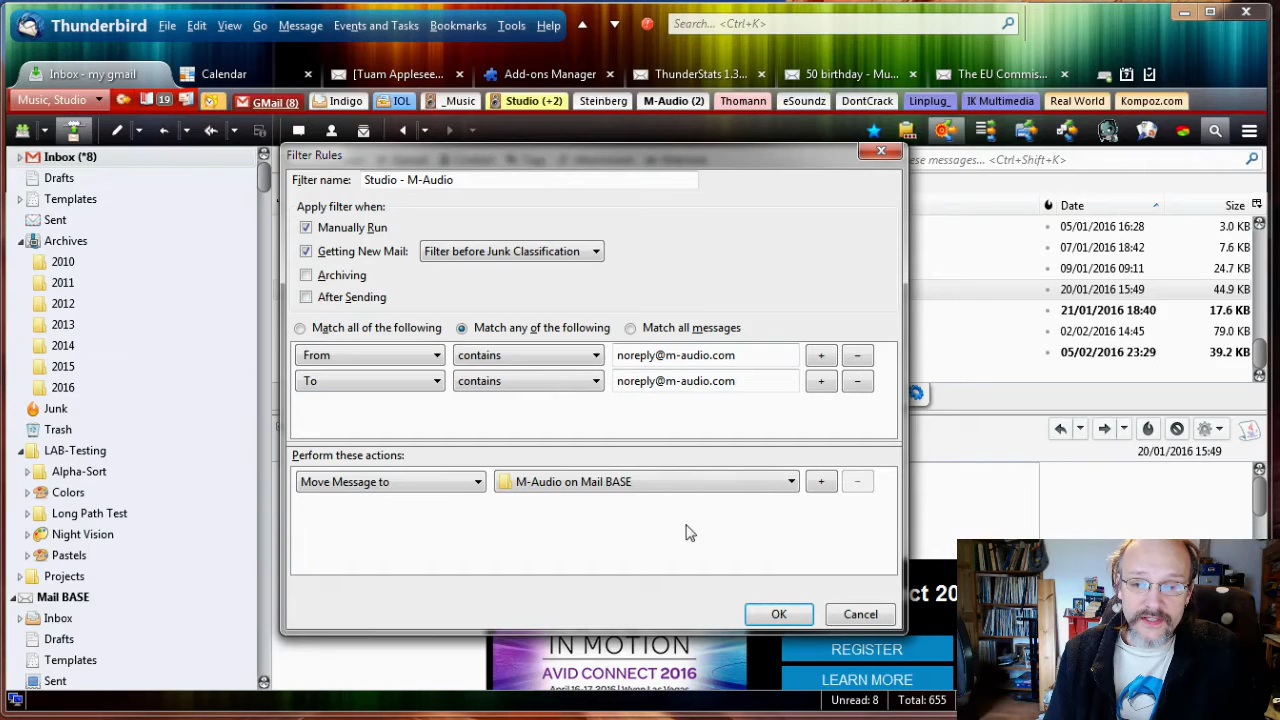 Thunderbird File Edit View Go Message Events and Tasks Bookmarks Tools Help
Search... <Ctrl+K>
Inbox - my gmail
Calendar
[Tuam Applesee...
Add-ons Manager
ThunderStats 1.3...
50 birthday - Mu...
The EU Commis...
Music, Studio
19
GMail (8)
Indigo
IOL
_Music
Studio (+2)
Steinberg
M-Audio (2)
Thomann
eSoundz
DontCrack
Linplug_
IK Multimedia
Real World
Kompoz.com
Inbox (*8)
Drafts
Templates
Sent
Archives
2010
2011
2012
2013
2014
2015
2016
Junk
Trash
LAB-Testing
Alpha-Sort
Colors
Long Path Test
Night Vision
Pastels
Projects
Mail BASE
Inbox
Drafts
Templates
Sent
Filter Rules
Filter name: Studio - M-Audio
Apply filter when:
Manually Run
Getting New Mail: Filter before Junk Classification
Archiving
After Sending
Match all of the following Match any of the following Match all messages
From contains noreply@m-audio.com + -
To contains noreply@m-audio.com + -
Perform these actions:
Move Message to M-Audio on Mail BASE + -
OK Cancel
ese messages... <Ctrl+Shift+K>
Date Size
05/01/2016 16:28 3.0 KB
07/01/2016 18:42 7.6 KB
09/01/2016 09:11 24.7 KB
20/01/2016 15:49 44.9 KB
21/01/2016 18:40 17.6 KB
02/02/2016 14:45 79.0 KB
05/02/2016 23:29 39.2 KB
20/01/2016 15:49
ect 20
IN MOTION
AVID CONNECT 2016
April 16-17, 2016 | Wynn Las Vegas
REGISTER
LEARN MORE
Unread: 8 Total: 655